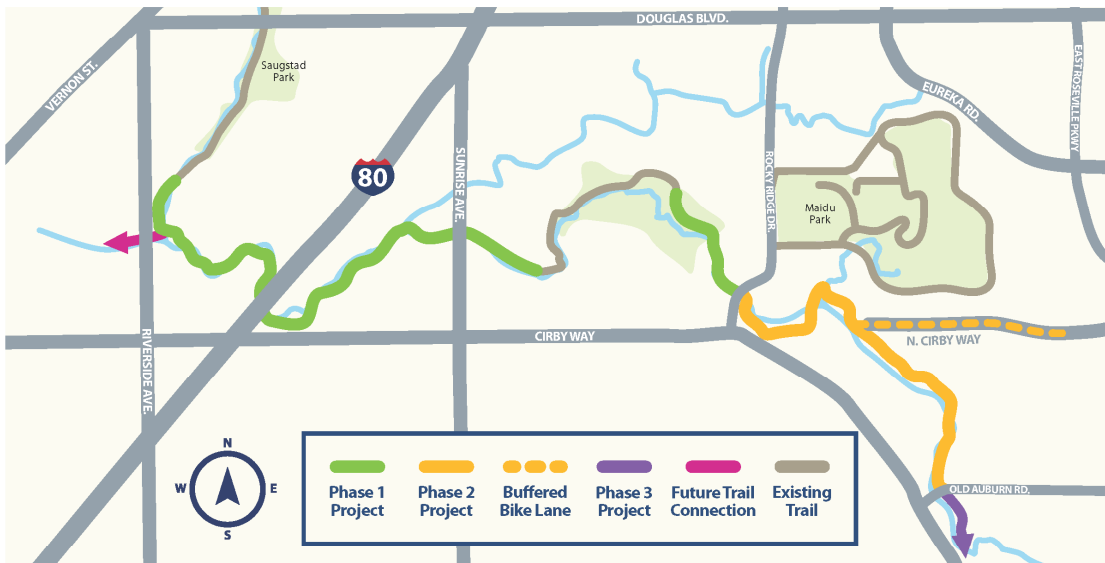 DOUGLAS BLVD.
VERNON ST.
Saugstad
Park
EUREKA RD.
EAST ROSEVILLE PKWY
80
SUNRISE AVE.
ROCKY RIDGE DR.
Maidu
Park
RIVERSIDE AVE.
CIRBY WAY
N. CIRBY WAY
OLD AUBURN RD.
N
W
E
S
Phase 1
Project
Phase 2
Project
Buffered
Bike Lane
Phase 3
Project
Future Trail
Connection
Existing
Trail